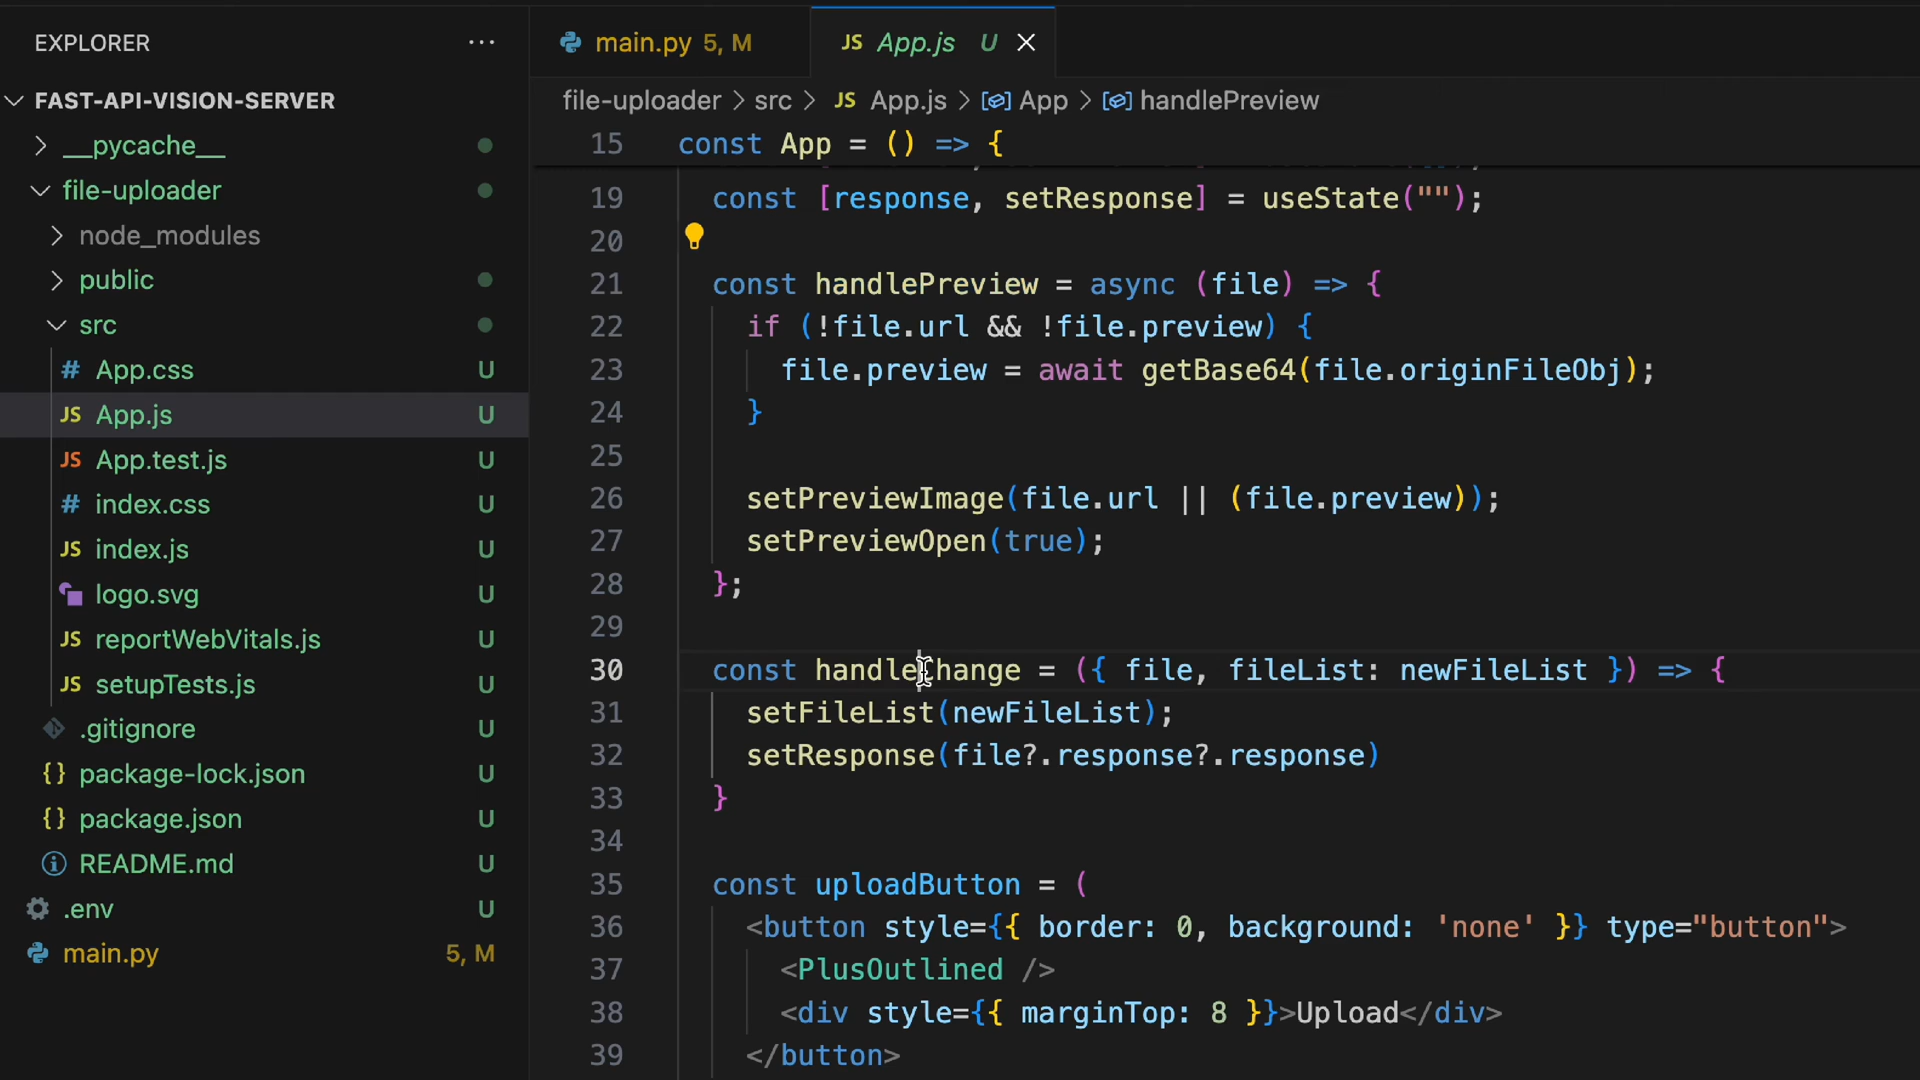 EXPLORER
FAST-API-VISION-SERVER
__pycache__
file-uploader
node_modules
public
src
# App.css U
JS App.js U
JS App.test.js U
# index.css U
JS index.js U
logo.svg U
JS reportWebVitals.js U
JS setupTests.js U
.gitignore U
{} package-lock.json U
{} package.json U
README.md U
.env U
main.py 5, M
main.py 5, M
JS App.js U
file-uploader > src > JS App.js > App > handlePreview
15 const App = () => {
19 const [response, setResponse] = useState("");
20
21 const handlePreview = async (file) => {
22 if (!file.url && !file.preview) {
23 file.preview = await getBase64(file.originFileObj);
24 }
25
26 setPreviewImage(file.url || (file.preview));
27 setPreviewOpen(true);
28 };
29
30 const handleChange = ({ file, fileList: newFileList }) => {
31 setFileList(newFileList);
32 setResponse(file?.response?.response)
33 }
34
35 const uploadButton = (
36 <button style={{ border: 0, background: 'none' }} type="button">
37 <PlusOutlined />
38 <div style={{ marginTop: 8 }}>Upload</div>
39 </button>